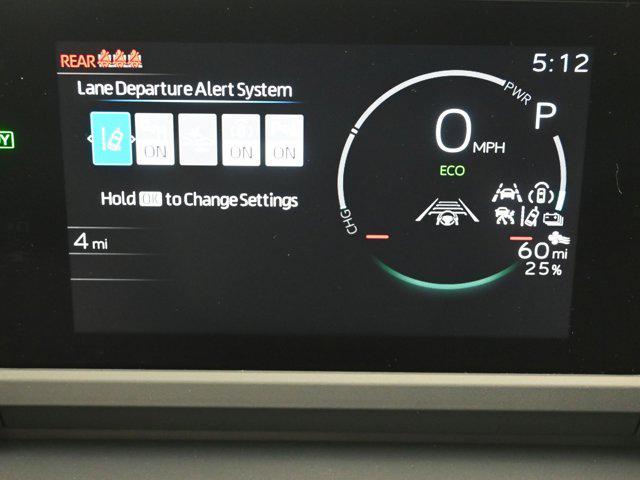 REAR
5:12
Lane Departure Alert System
PWR
P
ON ON ON
0 MPH
ECO
Hold OK to Change Settings
CHG
4 mi
60 mi
25%